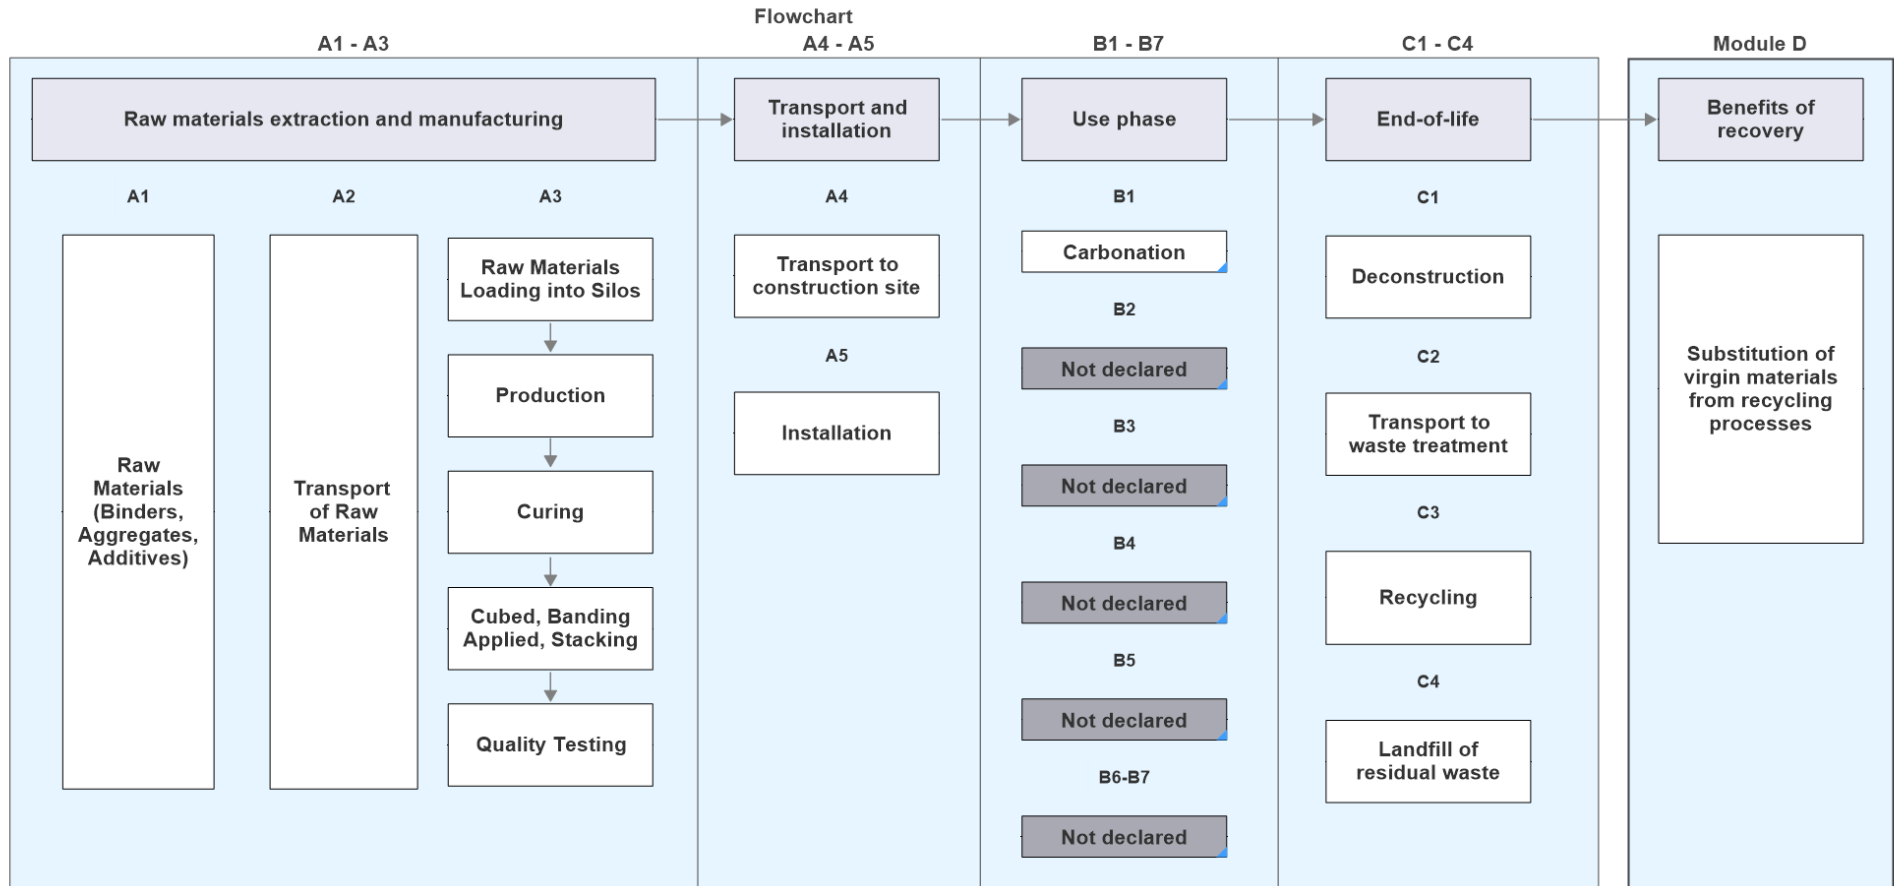 Flowchart
A1 - A3
A4 - A5
B1 - B7
C1 - C4
Module D
Raw materials extraction and manufacturing
Transport and
installation
Use phase
End-of-life
Benefits of
recovery
A1
Raw
Materials
(Binders,
Aggregates,
Additives)
A2
Transport
of Raw
Materials
A3
Raw Materials
Loading into Silos
Production
Curing
Cubed, Banding
Applied, Stacking
Quality Testing
A4
Transport to
construction site
A5
Installation
B1
Carbonation
B2
Not declared
B3
Not declared
B4
Not declared
B5
Not declared
B6-B7
Not declared
C1
Deconstruction
C2
Transport to
waste treatment
C3
Recycling
C4
Landfill of
residual waste
Substitution of
virgin materials
from recycling
processes